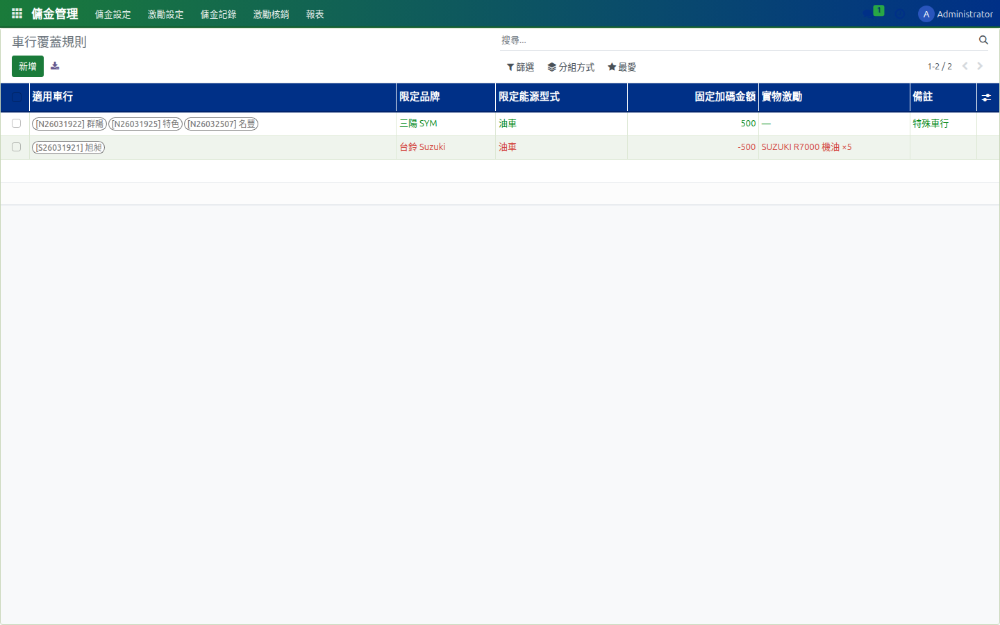 傭金管理 傭金設定 激勵設定 傭金記錄 激勵核銷 報表 1 A Administrator
車行覆蓋規則 搜尋...
新增 篩選 分組方式 最愛 1-2 / 2
適用車行 限定品牌 限定能源型式 固定加碼金額 實物激勵 備註
[N26031922] 群陽 [N26031925] 特色 [N26032507] 名豐 三陽 SYM 油車 500 — 特殊車行
[S26031921] 旭昶 台鈴 Suzuki 油車 -500 SUZUKI R7000 機油 ×5